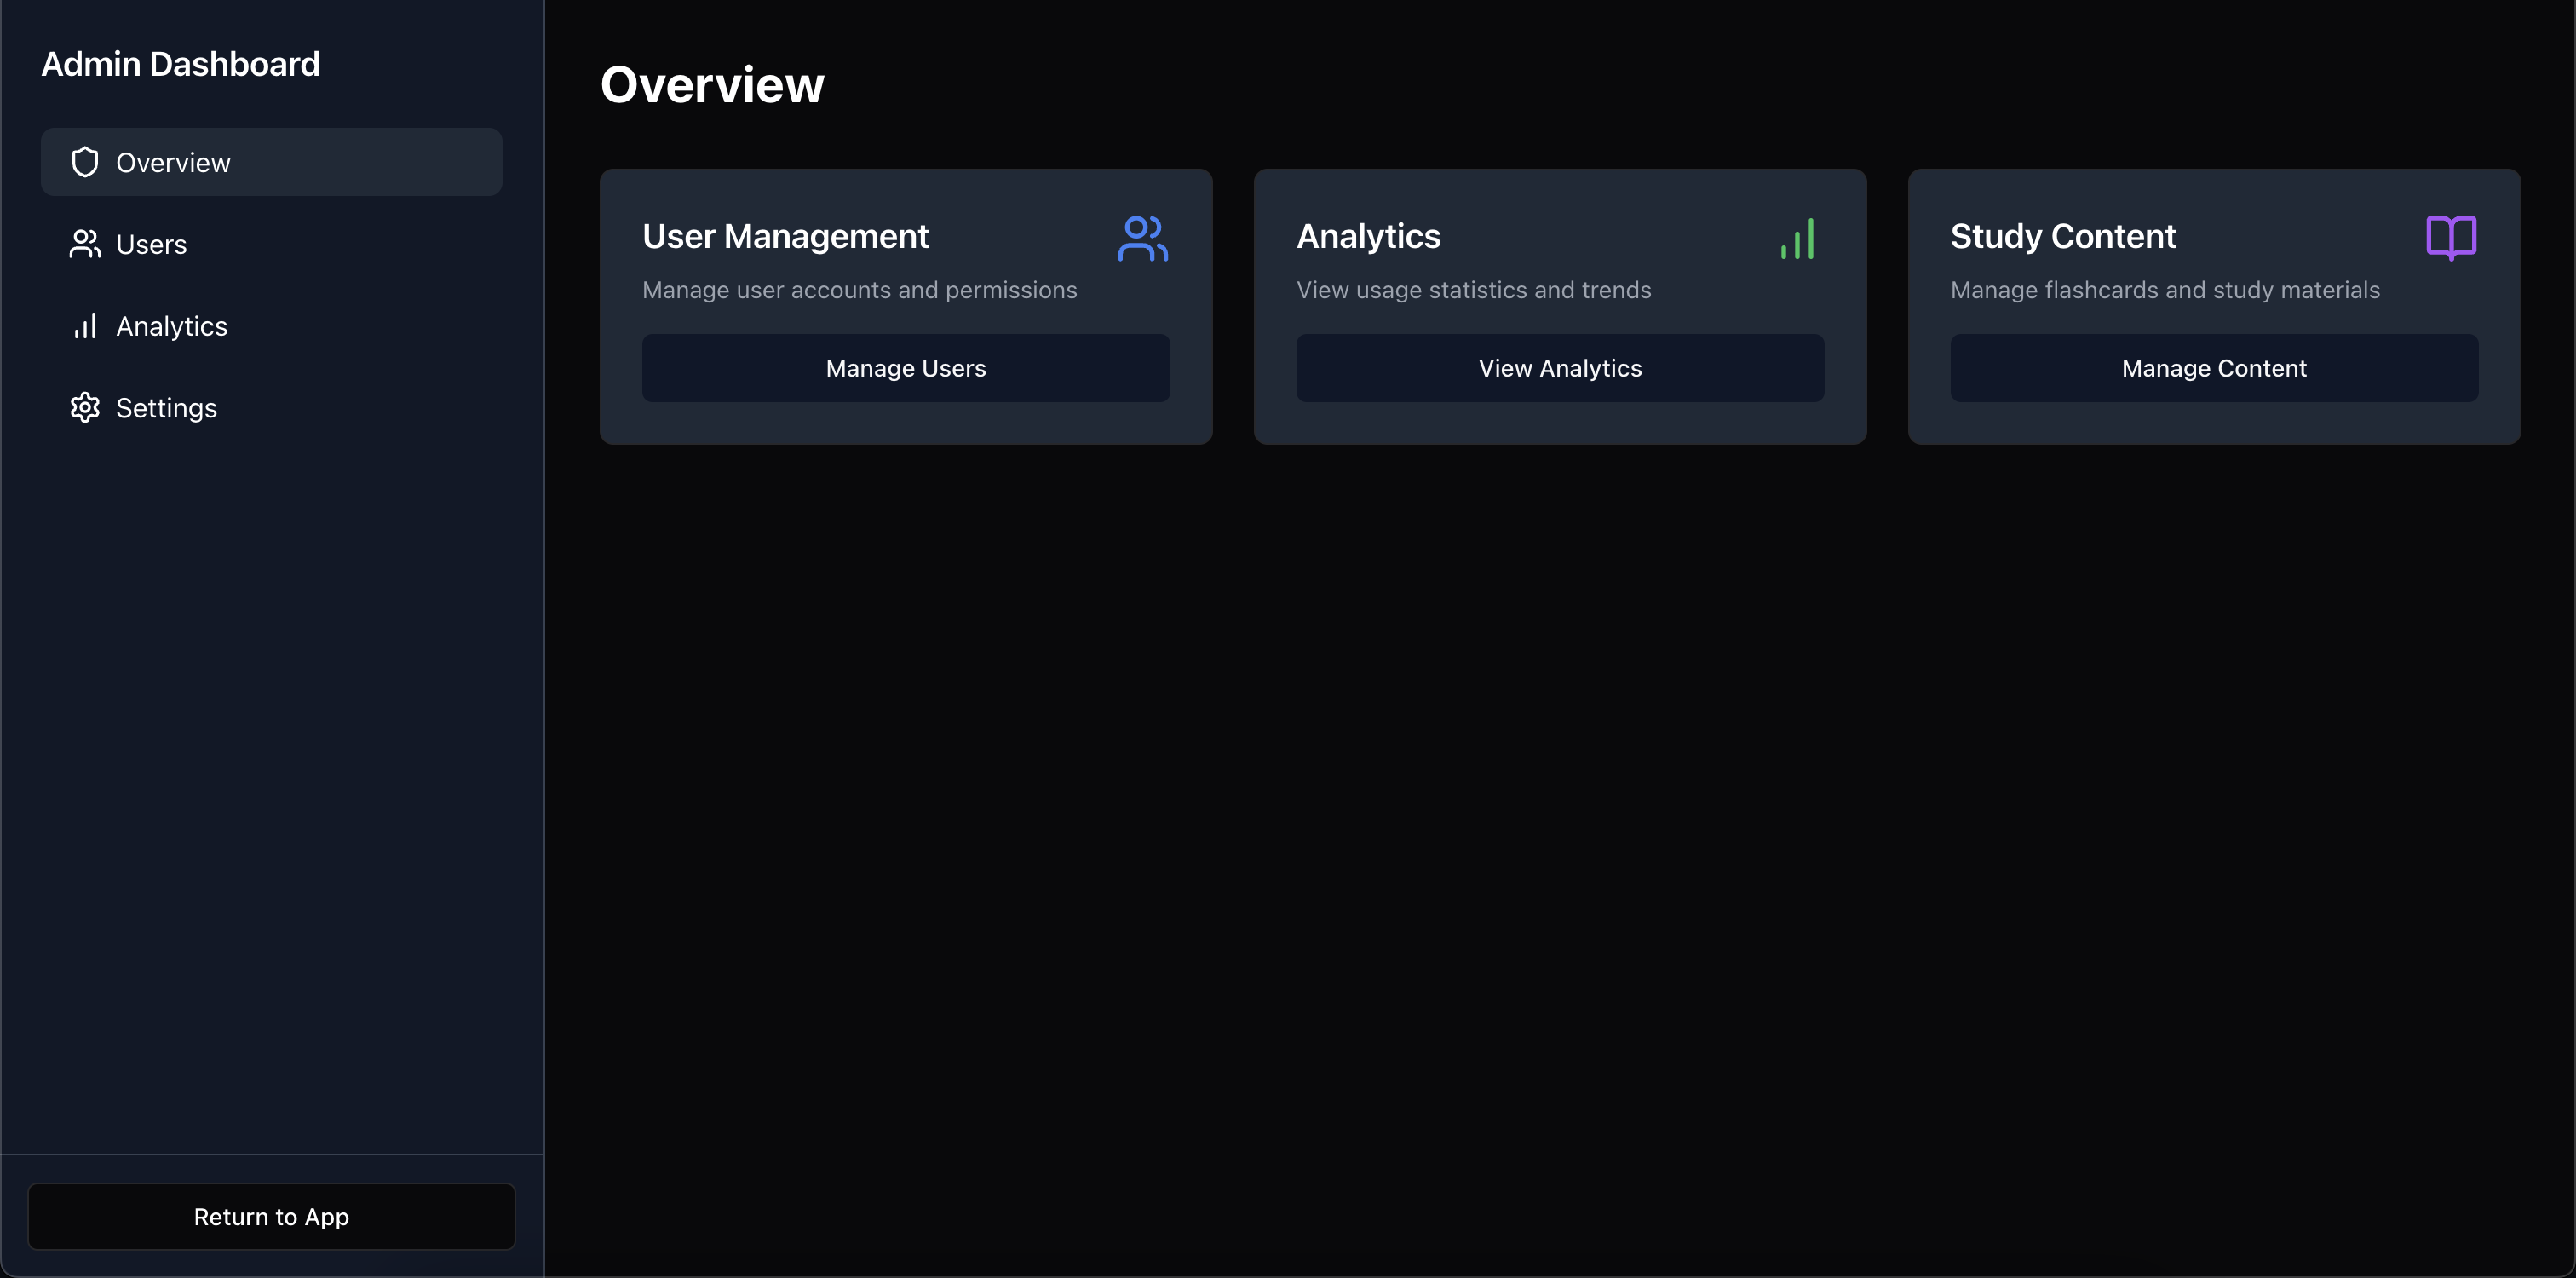 Admin Dashboard
Overview
Users
Analytics
Settings
Return to App
Overview
User Management
Manage user accounts and permissions
Manage Users
Analytics
View usage statistics and trends
View Analytics
Study Content
Manage flashcards and study materials
Manage Content